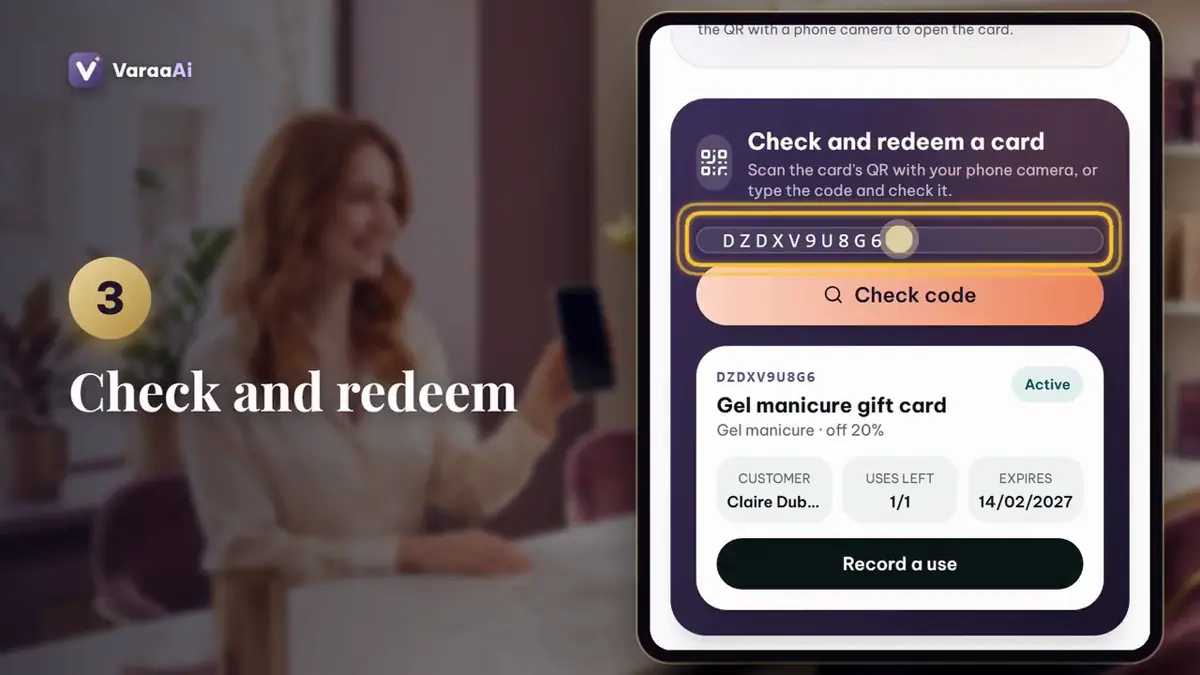 VaraaAi
3
Check and redeem
the QR with a phone camera to open the card.
Check and redeem a card
Scan the card's QR with your phone camera, or
type the code and check it.
DZDXV9U8G6
Check code
DZDXV9U8G6
Active
Gel manicure gift card
Gel manicure · off 20%
CUSTOMER
Claire Dub...
USES LEFT
1/1
EXPIRES
14/02/2027
Record a use